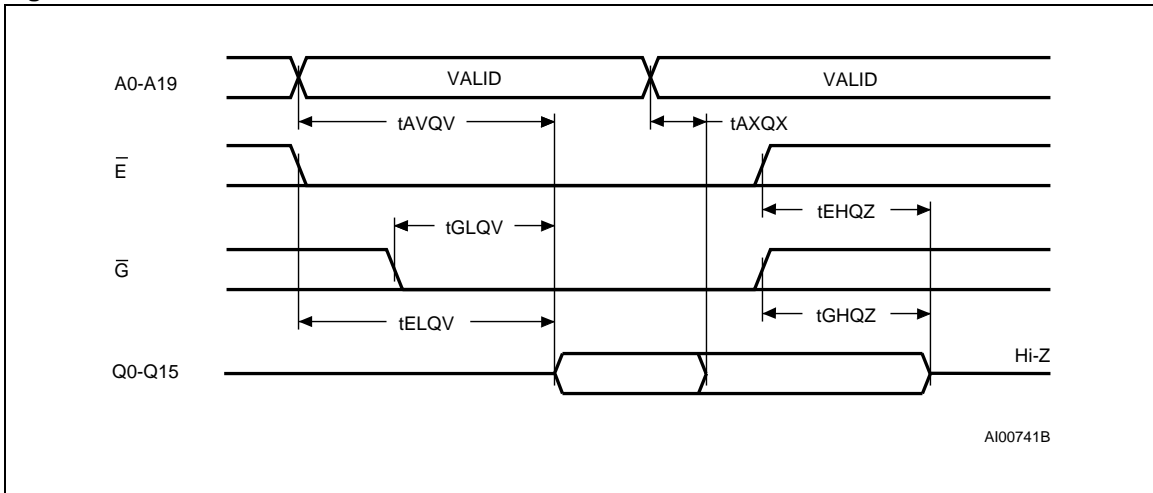 A0-A19
VALID
VALID
tAVQV
tAXQX
E̅
tEHQZ
tGLQV
G̅
tGHQZ
tELQV
Hi-Z
Q0-Q15
AI00741B